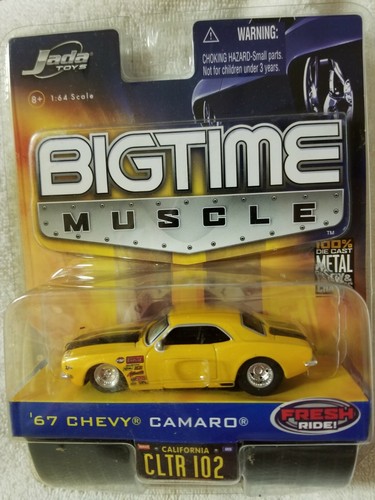 Jada
TOYS
8+ 1:64 Scale
! WARNING:
CHOKING HAZARD-Small parts.
Not for children under 3 years.
BIGTIME
MUSCLE™
100%
DIE CAST
METAL
'67 CHEVY® CAMARO®
FRESH
RIDE!
CALIFORNIA
CLTR 102